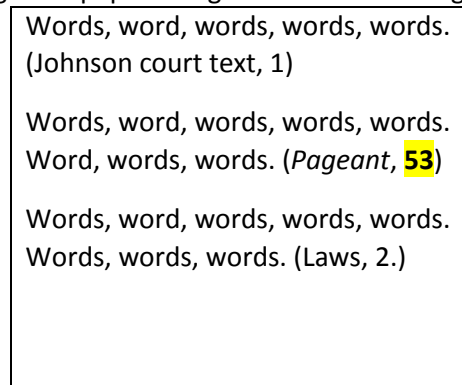 Words, word, words, words, words.
(Johnson court text, 1)
Words, word, words, words, words.
Word, words, words. (Pageant, 53)
Words, word, words, words, words.
Words, words, words. (Laws, 2.)